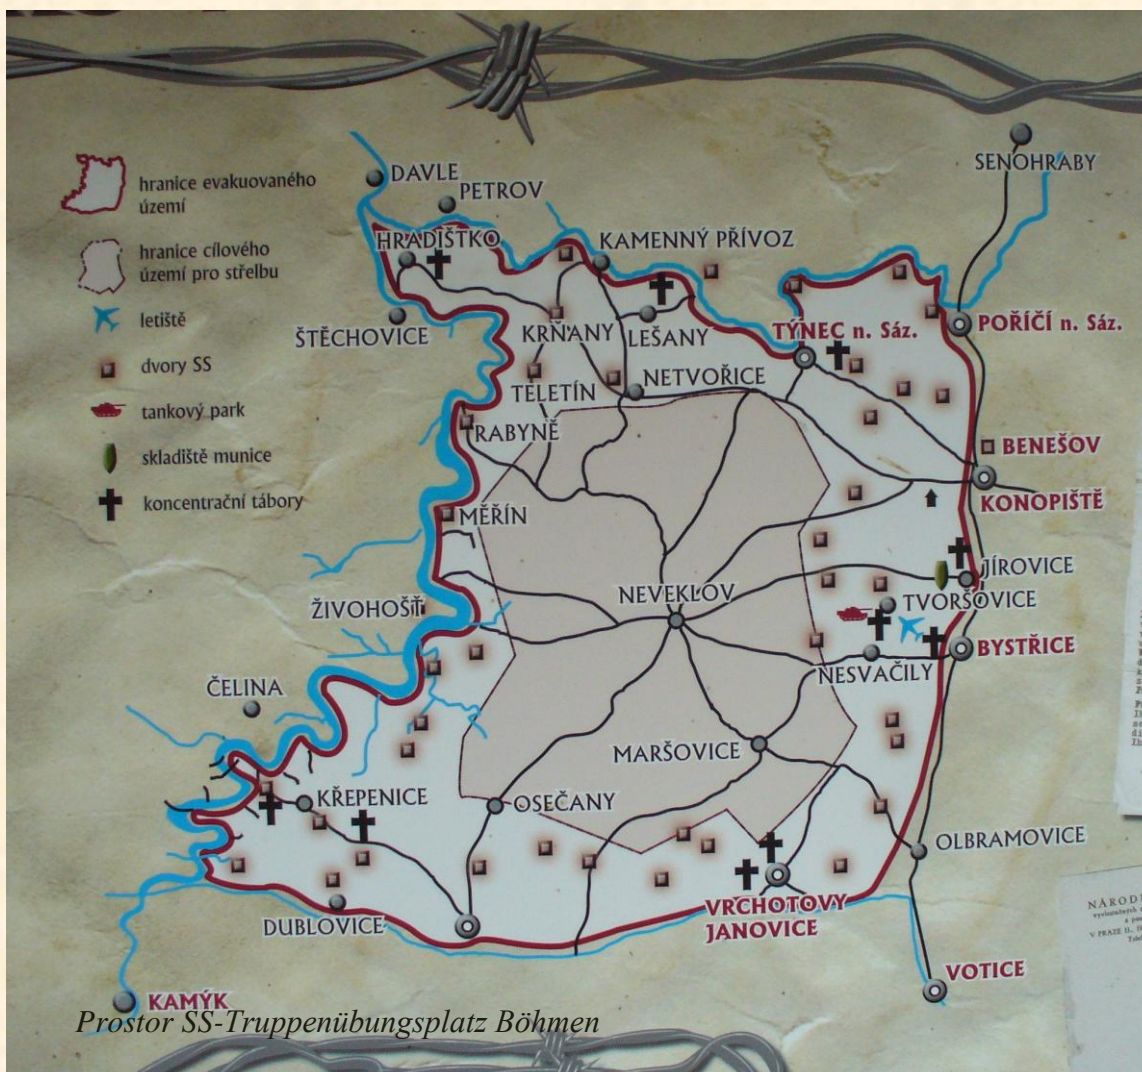 DAVLE
PETROV
SENOHRABY
hranice evakuovaného
území
HRADIŠTKO
KAMENNÝ PŘÍVOZ
hranice cílového
území pro střelbu
letiště
ŠTĚCHOVICE
KRŇANY
LEŠANY
TÝNEC n. Sáz.
POŘÍČÍ n. Sáz.
dvory SS
TELETÍN
NETVOŘICE
tankový park
RABYNĚ
BENEŠOV
skladiště munice
KONOPIŠTĚ
koncentrační tábory
MĚŘÍN
JÍROVICE
NEVEKLOV
TVORŠOVICE
ŽIVOHOŠŤ
BYSTŘICE
NESVAČILY
ČELINA
MARŠOVICE
KŘEPENICE
OSEČANY
OLBRAMOVICE
DUBLOVICE
VRCHOTOVY
JANOVICE
VOTICE
KAMÝK
Prostor SS-Truppenübungsplatz Böhmen